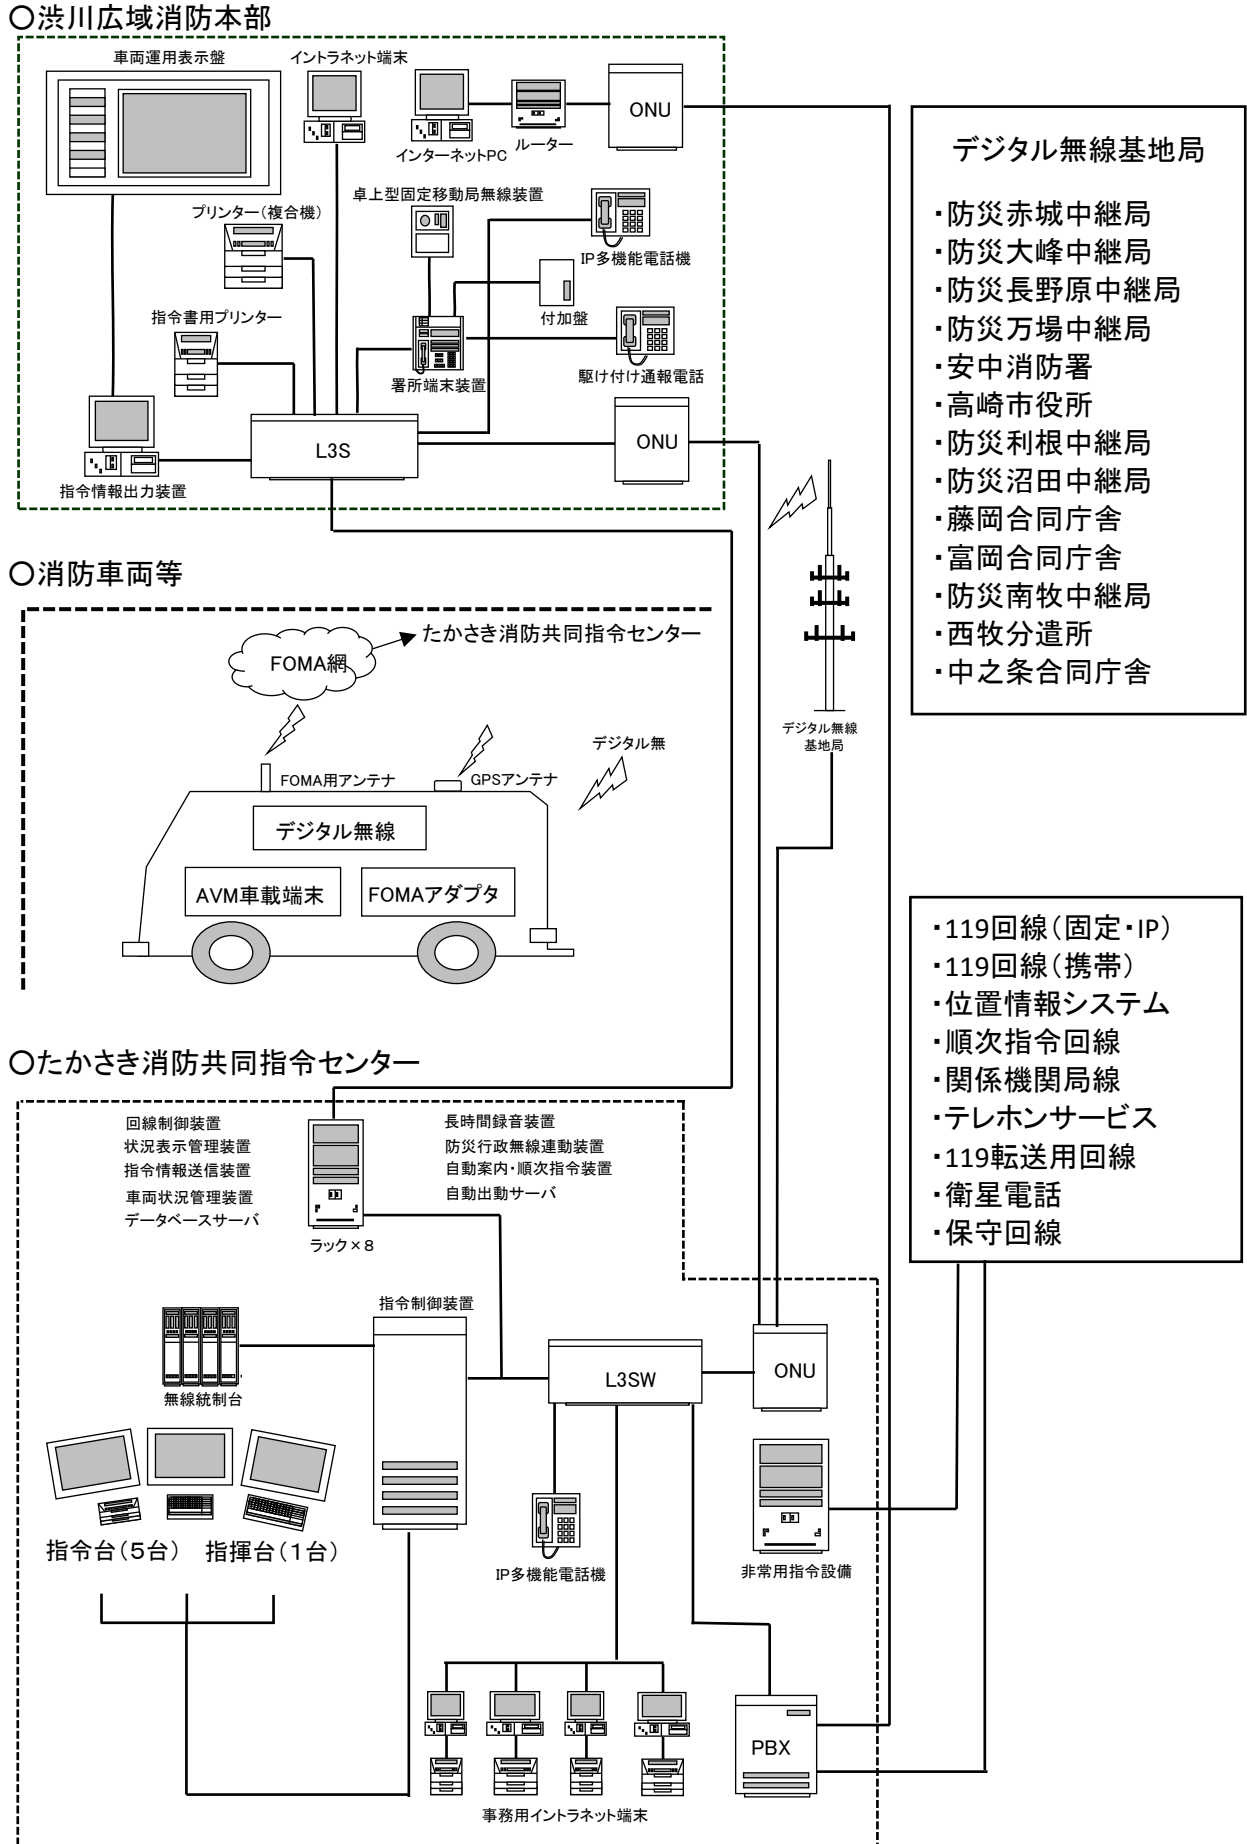 ○渋川広域消防本部
車両運用表示盤
イントラネット端末
ONU
インターネットPC
ルーター
卓上型固定移動局無線装置
プリンター(複合機)
IP多機能電話機
付加盤
指令書用プリンター
署所端末装置
駆け付け通報電話
L3S
ONU
指令情報出力装置
デジタル無線基地局
・防災赤城中継局
・防災大峰中継局
・防災長野原中継局
・防災万場中継局
・安中消防署
・高崎市役所
・防災利根中継局
・防災沼田中継局
・藤岡合同庁舎
・富岡合同庁舎
・防災南牧中継局
・西牧分遣所
・中之条合同庁舎
○消防車両等
たかさき消防共同指令センター
FOMA網
デジタル無線
基地局
デジタル無
FOMA用アンテナ
GPSアンテナ
デジタル無線
AVM車載端末
FOMAアダプタ
・119回線(固定・IP)
・119回線(携帯)
・位置情報システム
・順次指令回線
・関係機関局線
・テレホンサービス
・119転送用回線
・衛星電話
・保守回線
○たかさき消防共同指令センター
回線制御装置
状況表示管理装置
指令情報送信装置
車両状況管理装置
データベースサーバ
長時間録音装置
防災行政無線連動装置
自動案内・順次指令装置
自動出動サーバ
ラック×8
指令制御装置
無線統制台
L3SW
ONU
指令台(5台)
指揮台(1台)
IP多機能電話機
非常用指令設備
PBX
事務用イントラネット端末